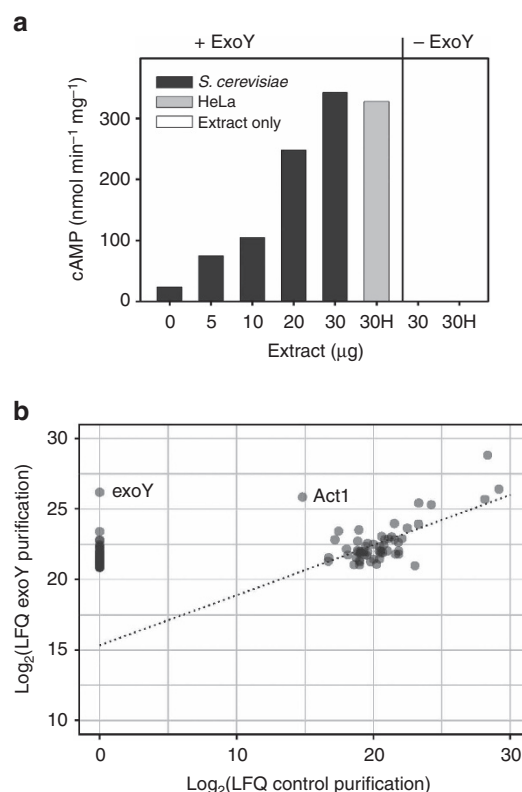 a
+ ExoY
– ExoY
S. cerevisiae
HeLa
Extract only
cAMP (nmol min⁻¹ mg⁻¹)
300
200
100
0
0 5 10 20 30 30H 30 30H
Extract (μg)
b
Log₂(LFQ exoY purification)
30
25
20
15
10
exoY
Act1
0 10 20 30
Log₂(LFQ control purification)